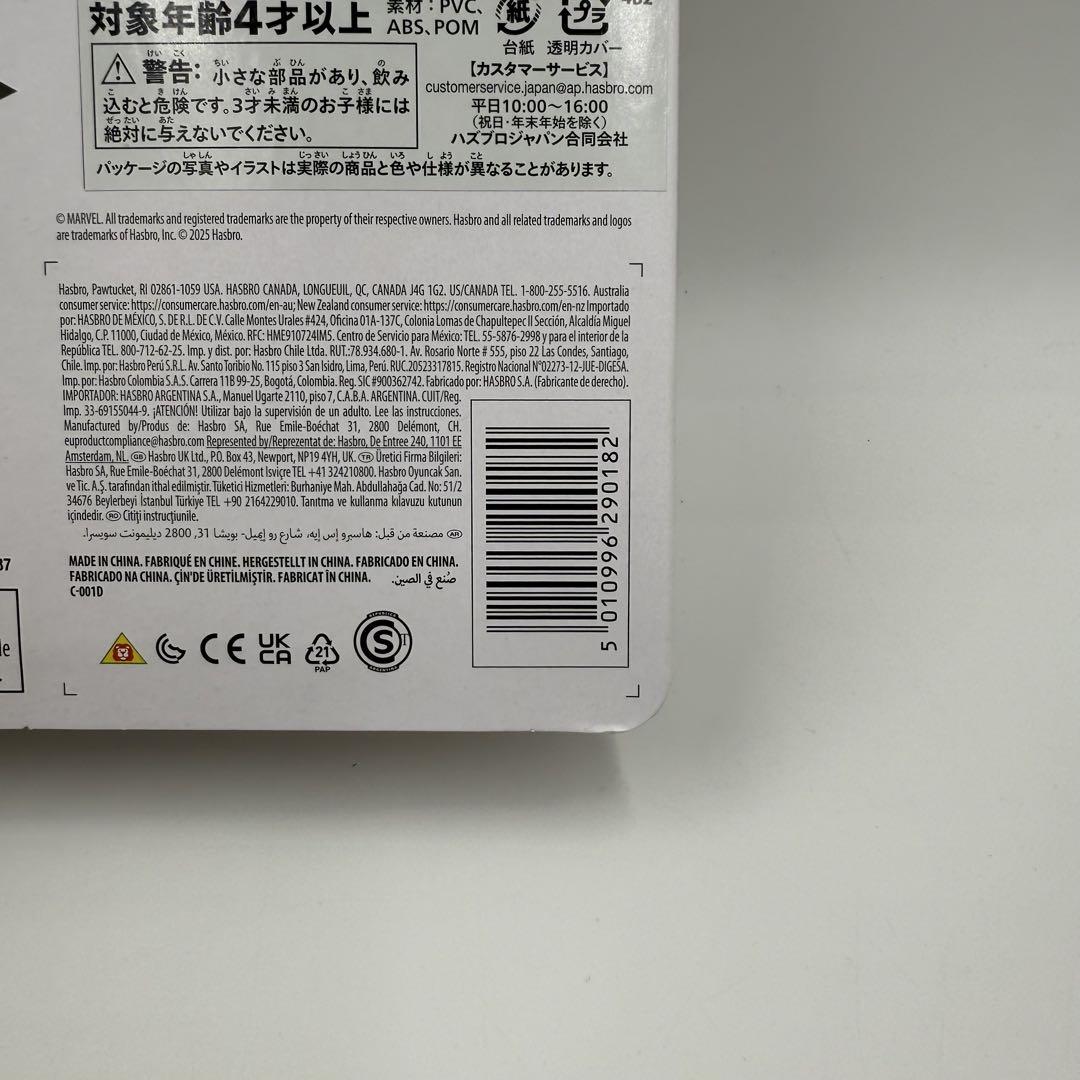 対象年齢4才以上
素材：PVC、
ABS、POM
紙 プラ
台紙 透明カバー
警告: 小さな部品があり、飲み
込むと危険です。3才未満のお子様には
絶対に与えないでください。
【カスタマーサービス】
customerservice.japan@ap.hasbro.com
平日10:00〜16:00
（祝日・年末年始を除く）
ハズブロジャパン合同会社
パッケージの写真やイラストは実際の商品と色や仕様が異なることがあります。
© MARVEL. All trademarks and registered trademarks are the property of their respective owners. Hasbro and all related trademarks and logos
are trademarks of Hasbro, Inc. © 2025 Hasbro.
Hasbro, Pawtucket, RI 02861-1059 USA. HASBRO CANADA, LONGUEUIL, QC, CANADA J4G 1G2. US/CANADA TEL. 1-800-255-5516. Australia
consumer service: https://consumercare.hasbro.com/en-au; New Zealand consumer service: https://consumercare.hasbro.com/en-nz Importado
por: HASBRO DE MÉXICO, S. DE R.L. DE C.V. Calle Montes Urales #424, Oficina 01A-137C, Colonia Lomas de Chapultepec II Sección, Alcaldía Miguel
Hidalgo, C.P. 11000, Ciudad de México, México. RFC: HME910724IM5. Centro de Servicio para México: TEL. 55-5876-2998 y para el interior de la
República TEL. 800-712-62-25. Imp. y dist. por: Hasbro Chile Ltda. RUT.:78.934.680-1. Av. Rosario Norte # 555, piso 22 Las Condes, Santiago,
Chile. Imp. por: Hasbro Perú S.R.L. Av. Santo Toribio No. 115 piso 3 San Isidro, Lima, Perú. RUC.20523317815. Registro Nacional N°02273-12-JUE-DIGESA.
Imp. por: Hasbro Colombia S.A.S. Carrera 11B 99-25, Bogotá, Colombia. Reg. SIC #900362742. Fabricado por: HASBRO S.A. (Fabricante de derecho).
IMPORTADOR: HASBRO ARGENTINA S.A., Manuel Ugarte 2110, piso 7, C.A.B.A. ARGENTINA. CUIT/Reg.
Imp. 33-69155044-9. ¡ATENCIÓN! Utilizar bajo la supervisión de un adulto. Lee las instrucciones.
Manufactured by/Produs de: Hasbro SA, Rue Emile-Boéchat 31, 2800 Delémont, CH.
euproductcompliance@hasbro.com Represented by/Reprezentat de: Hasbro, De Entree 240, 1101 EE
Amsterdam, NL. GB Hasbro UK Ltd., P.O. Box 43, Newport, NP19 4YH, UK. TR Üretici Firma Bilgileri:
Hasbro SA, Rue Emile-Boéchat 31, 2800 Delémont İsviçre TEL +41 324210800. Hasbro Oyuncak San.
ve Tic. A.Ş. tarafından ithal edilmiştir. Tüketici Hizmetleri: Burhaniye Mah. Abdullahağa Cad. No: 51/2
34676 Beylerbeyi İstanbul Türkiye TEL +90 2164229010. Tanıtma ve kullanma kılavuzu kutunun
içindedir. RO Citiți instrucțiunile.
AR مصنعة من قبل: هاسبرو إس إيه، شارع رو إميل- بويشا 31, 2800 ديليمونت سويسرا.
MADE IN CHINA. FABRIQUÉ EN CHINE. HERGESTELLT IN CHINA. FABRICADO EN CHINA.
FABRICADO NA CHINA. ÇİN'DE ÜRETİLMİŞTİR. FABRICAT ÎN CHINA. صُنع في الصين.
C-001D
CE UK CA 21 PAP S
5 010996 290182